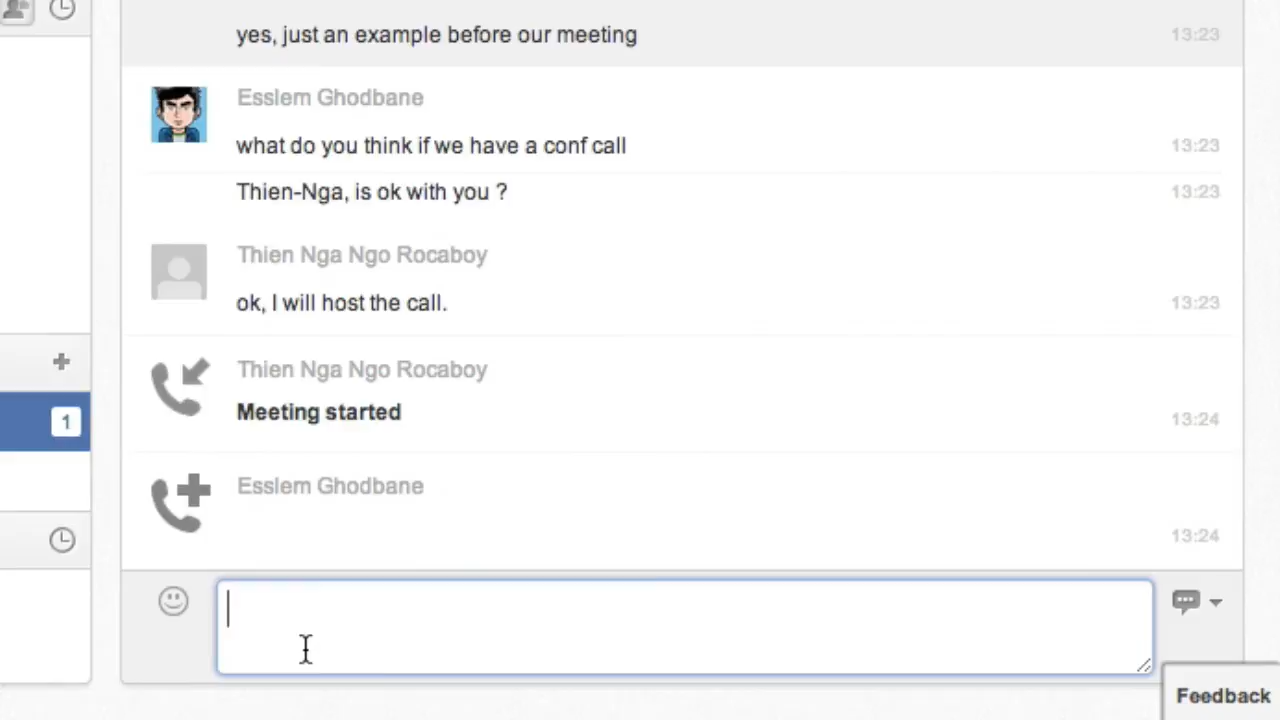 yes, just an example before our meeting 13:23
Esslem Ghodbane
what do you think if we have a conf call 13:23
Thien-Nga, is ok with you ? 13:23
Thien Nga Ngo Rocaboy
ok, I will host the call. 13:23
Thien Nga Ngo Rocaboy
Meeting started 13:24
1
Esslem Ghodbane
13:24
Feedback